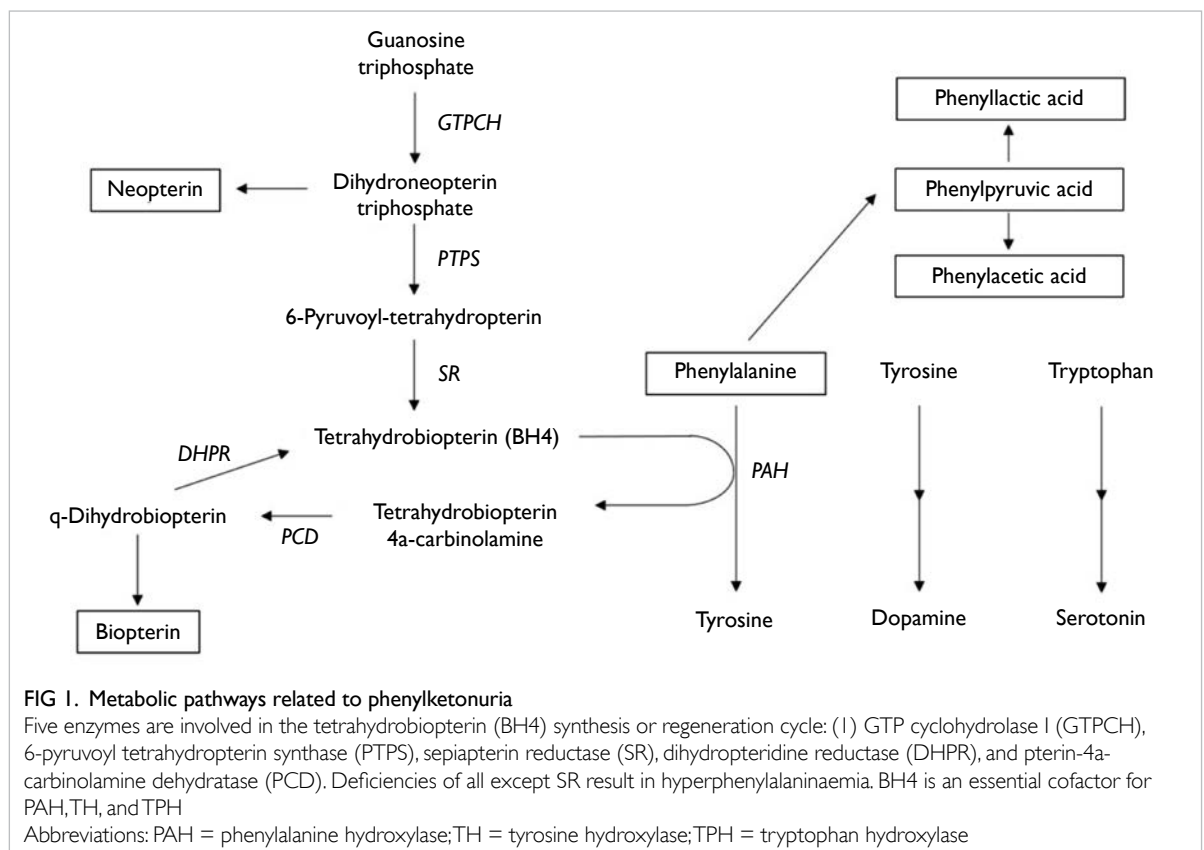 Guanosine
triphosphate
GTPCH
Neopterin
Dihydroneopterin
triphosphate
PTPS
6-Pyruvoyl-tetrahydropterin
SR
Tetrahydrobiopterin (BH4)
DHPR
q-Dihydrobiopterin
PCD
Tetrahydrobiopterin
4a-carbinolamine
Biopterin
Phenyllactic acid
Phenylpyruvic acid
Phenylacetic acid
Phenylalanine
PAH
Tyrosine
Tyrosine
Dopamine
Tryptophan
Serotonin
FIG 1. Metabolic pathways related to phenylketonuria
Five enzymes are involved in the tetrahydrobiopterin (BH4) synthesis or regeneration cycle: (1) GTP cyclohydrolase I (GTPCH),
6-pyruvoyl tetrahydropterin synthase (PTPS), sepiapterin reductase (SR), dihydropteridine reductase (DHPR), and pterin-4a-
carbinolamine dehydratase (PCD). Deficiencies of all except SR result in hyperphenylalaninaemia. BH4 is an essential cofactor for
PAH, TH, and TPH
Abbreviations: PAH = phenylalanine hydroxylase; TH = tyrosine hydroxylase; TPH = tryptophan hydroxylase